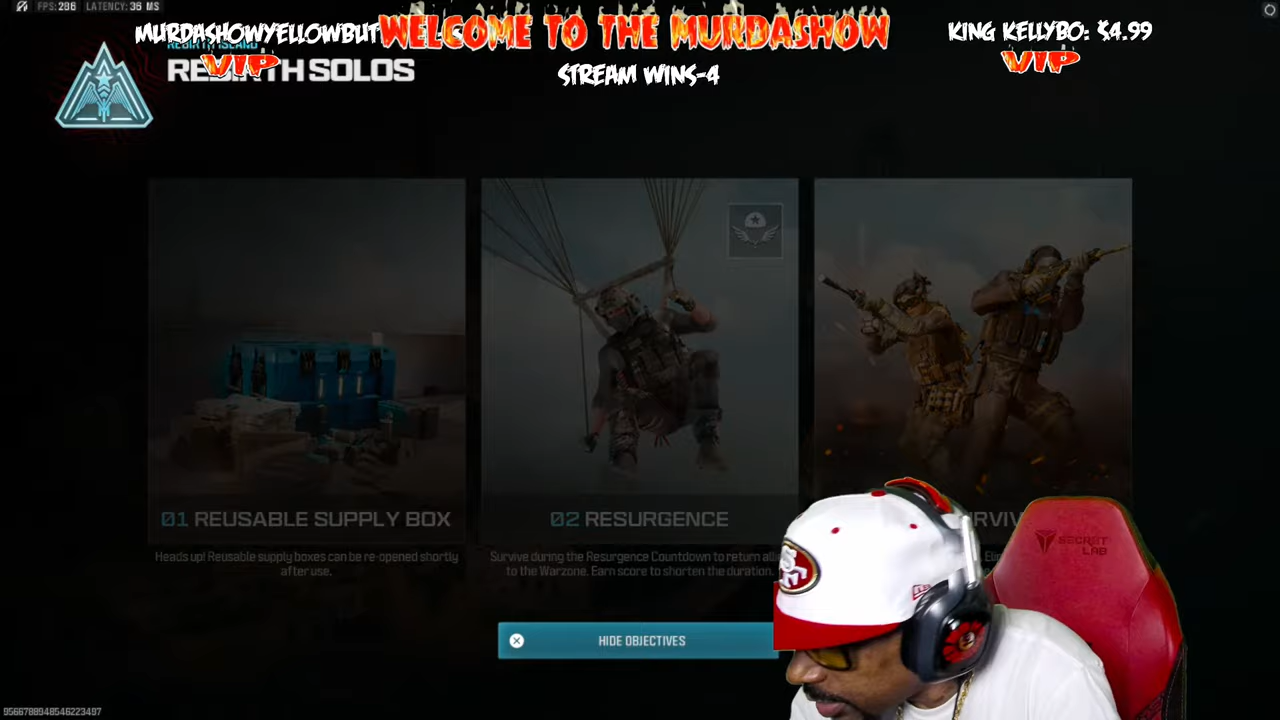 FPS: 286 LATENCY: 36 MS
MURDASHOWYELLOWBUT
WELCOME TO THE MURDASHOW
KING KELLYBO: $4.99
REBIRTH ISLAND
VIP
REBIRTH SOLOS
STREAM WINS-4
VIP
01 REUSABLE SUPPLY BOX
02 RESURGENCE
Heads up! Reusable supply boxes can be re-opened shortly
after use.
Survive during the Resurgence Countdown to return
to the Warzone. Earn score to shorten the duration.
SECRET
LAB
HIDE OBJECTIVES
9566788948546223497